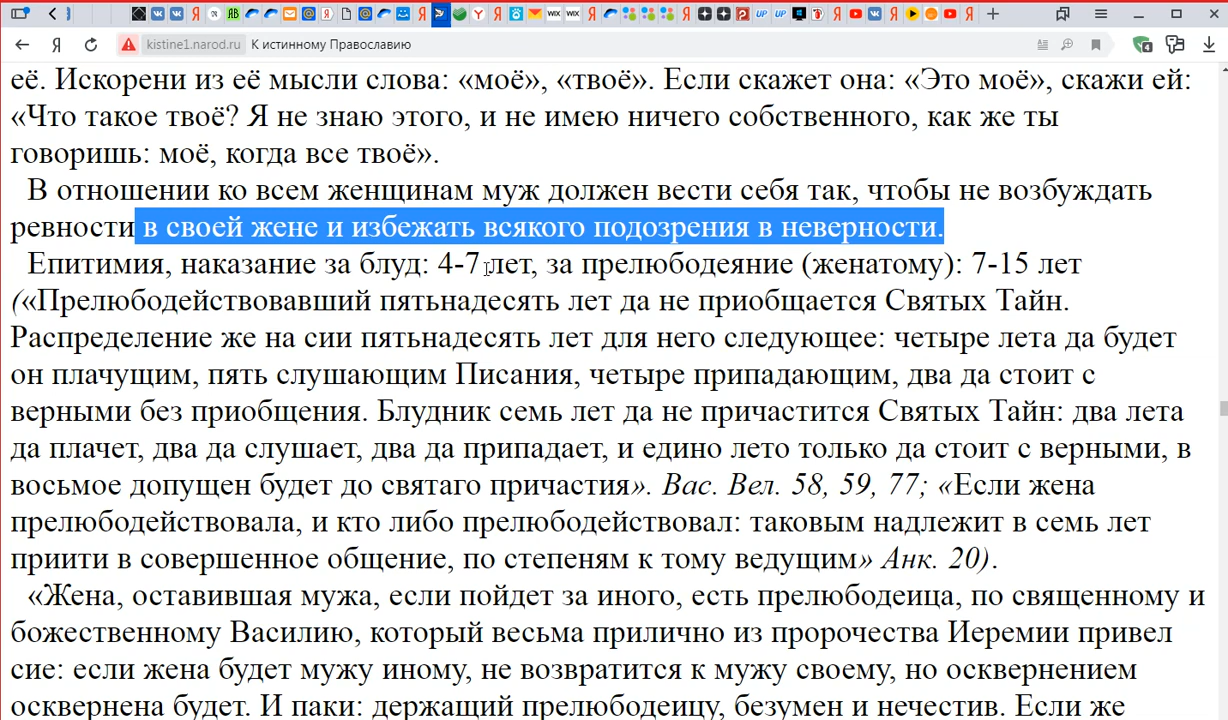 kistine1.narod.ru К истинному Православию
её. Искорени из её мысли слова: «моё», «твоё». Если скажет она: «Это моё», скажи ей:
«Что такое твоё? Я не знаю этого, и не имею ничего собственного, как же ты
говоришь: моё, когда все твоё».
В отношении ко всем женщинам муж должен вести себя так, чтобы не возбуждать
ревности в своей жене и избежать всякого подозрения в неверности.
Епитимия, наказание за блуд: 4-7 лет, за прелюбодеяние (женатому): 7-15 лет
(«Прелюбодействовавший пятьнадесять лет да не приобщается Святых Тайн.
Распределение же на сии пятьнадесять лет для него следующее: четыре лета да будет
он плачущим, пять слушающим Писания, четыре припадающим, два да стоит с
верными без приобщения. Блудник семь лет да не причастится Святых Тайн: два лета
да плачет, два да слушает, два да припадает, и едино лето только да стоит с верными, в
восьмое допущен будет до святаго причастия». Вас. Вел. 58, 59, 77; «Если жена
прелюбодействовала, и кто либо прелюбодействовал: таковым надлежит в семь лет
приити в совершенное общение, по степеням к тому ведущим» Анк. 20).
«Жена, оставившая мужа, если пойдет за иного, есть прелюбодеица, по священному и
божественному Василию, который весьма прилично из пророчества Иеремии привел
сие: если жена будет мужу иному, не возвратится к мужу своему, но осквернением
осквернена будет. И паки: держащий прелюбодеицу, безумен и нечестив. Если же